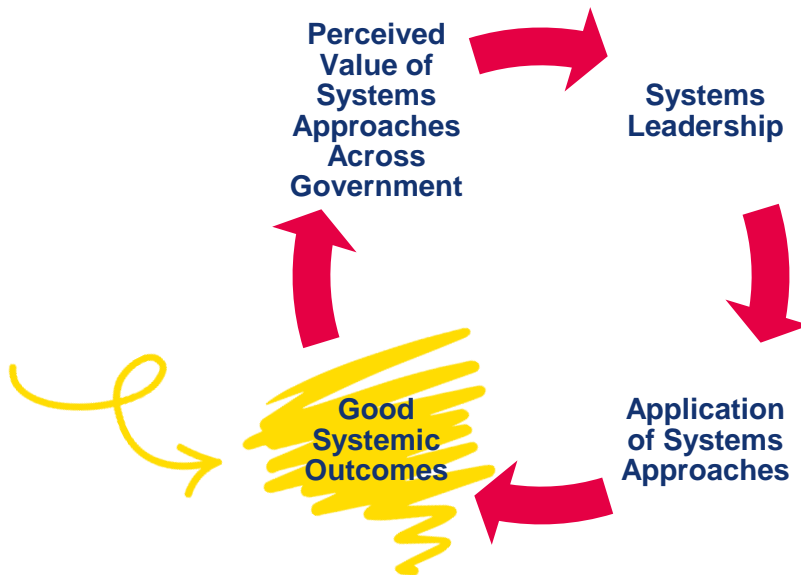 Perceived
Value of
Systems
Approaches
Across
Government
Systems
Leadership
Good
Systemic
Outcomes
Application
of Systems
Approaches